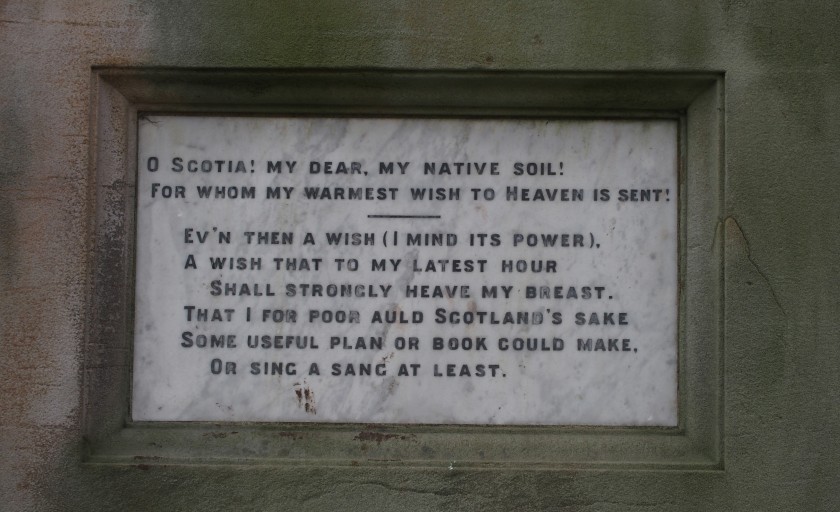 O SCOTIA! MY DEAR, MY NATIVE SOIL!
FOR WHOM MY WARMEST WISH TO HEAVEN IS SENT!
EV'N THEN A WISH (I MIND ITS POWER),
A WISH THAT TO MY LATEST HOUR
SHALL STRONGLY HEAVE MY BREAST.
THAT I FOR POOR AULD SCOTLAND'S SAKE
SOME USEFUL PLAN OR BOOK COULD MAKE,
OR SING A SANG AT LEAST.